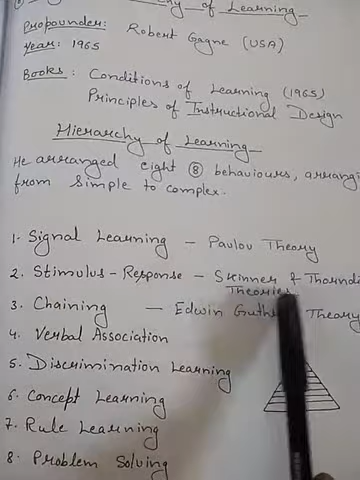 rchy of Learning
Propounder: Robert Gagne (USA)
Year: 1965
Books: Conditions of Learning (1965)
Principles of Instructional Design
Hierarchy of Learning
He arranged eight ⑧ behaviours, arrangi
from simple to complex.
1. Signal Learning - Pavlov Theory
2. Stimulus - Response - Skinner & Thorndi
Theories
3. Chaining - Edwin Guth Theory
4. Verbal Association
5. Discrimination Learning
6. Concept Learning
7. Rule Learning
8. Problem Solving